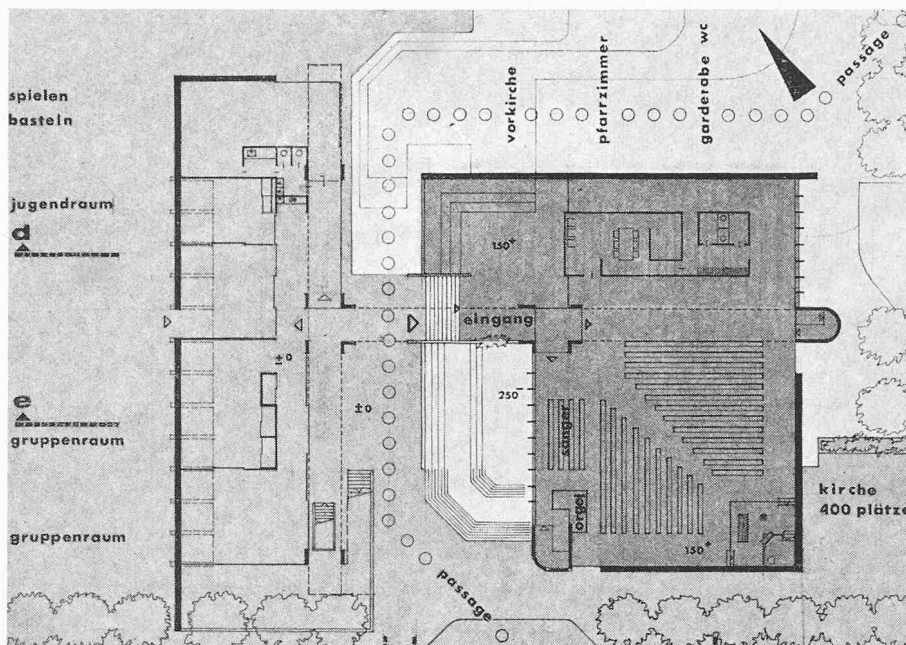 spielen
basteln
jugendraum
d
e
gruppenraum
gruppenraum
vorkirche
pfarrzimmer
garderobe wc
passage
150+
eingang
±0
±0
250-
sänger
orgel
150+
kirche
400 plätze
passage